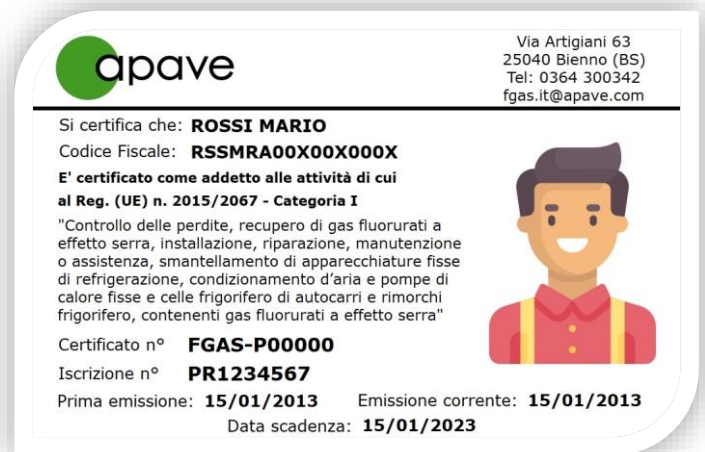 apave
Via Artigiani 63
25040 Bienno (BS)
Tel: 0364 300342
fgas.it@apave.com
Si certifica che: ROSSI MARIO
Codice Fiscale: RSSMRA00X00X000X
E' certificato come addetto alle attività di cui
al Reg. (UE) n. 2015/2067 - Categoria I
"Controllo delle perdite, recupero di gas fluorurati a
effetto serra, installazione, riparazione, manutenzione
o assistenza, smantellamento di apparecchiature fisse
di refrigerazione, condizionamento d'aria e pompe di
calore fisse e celle frigorifero di autocarri e rimorchi
frigorifero, contenenti gas fluorurati a effetto serra"
Certificato n° FGAS-P00000
Iscrizione n° PR1234567
Prima emissione: 15/01/2013 Emissione corrente: 15/01/2013
Data scadenza: 15/01/2023